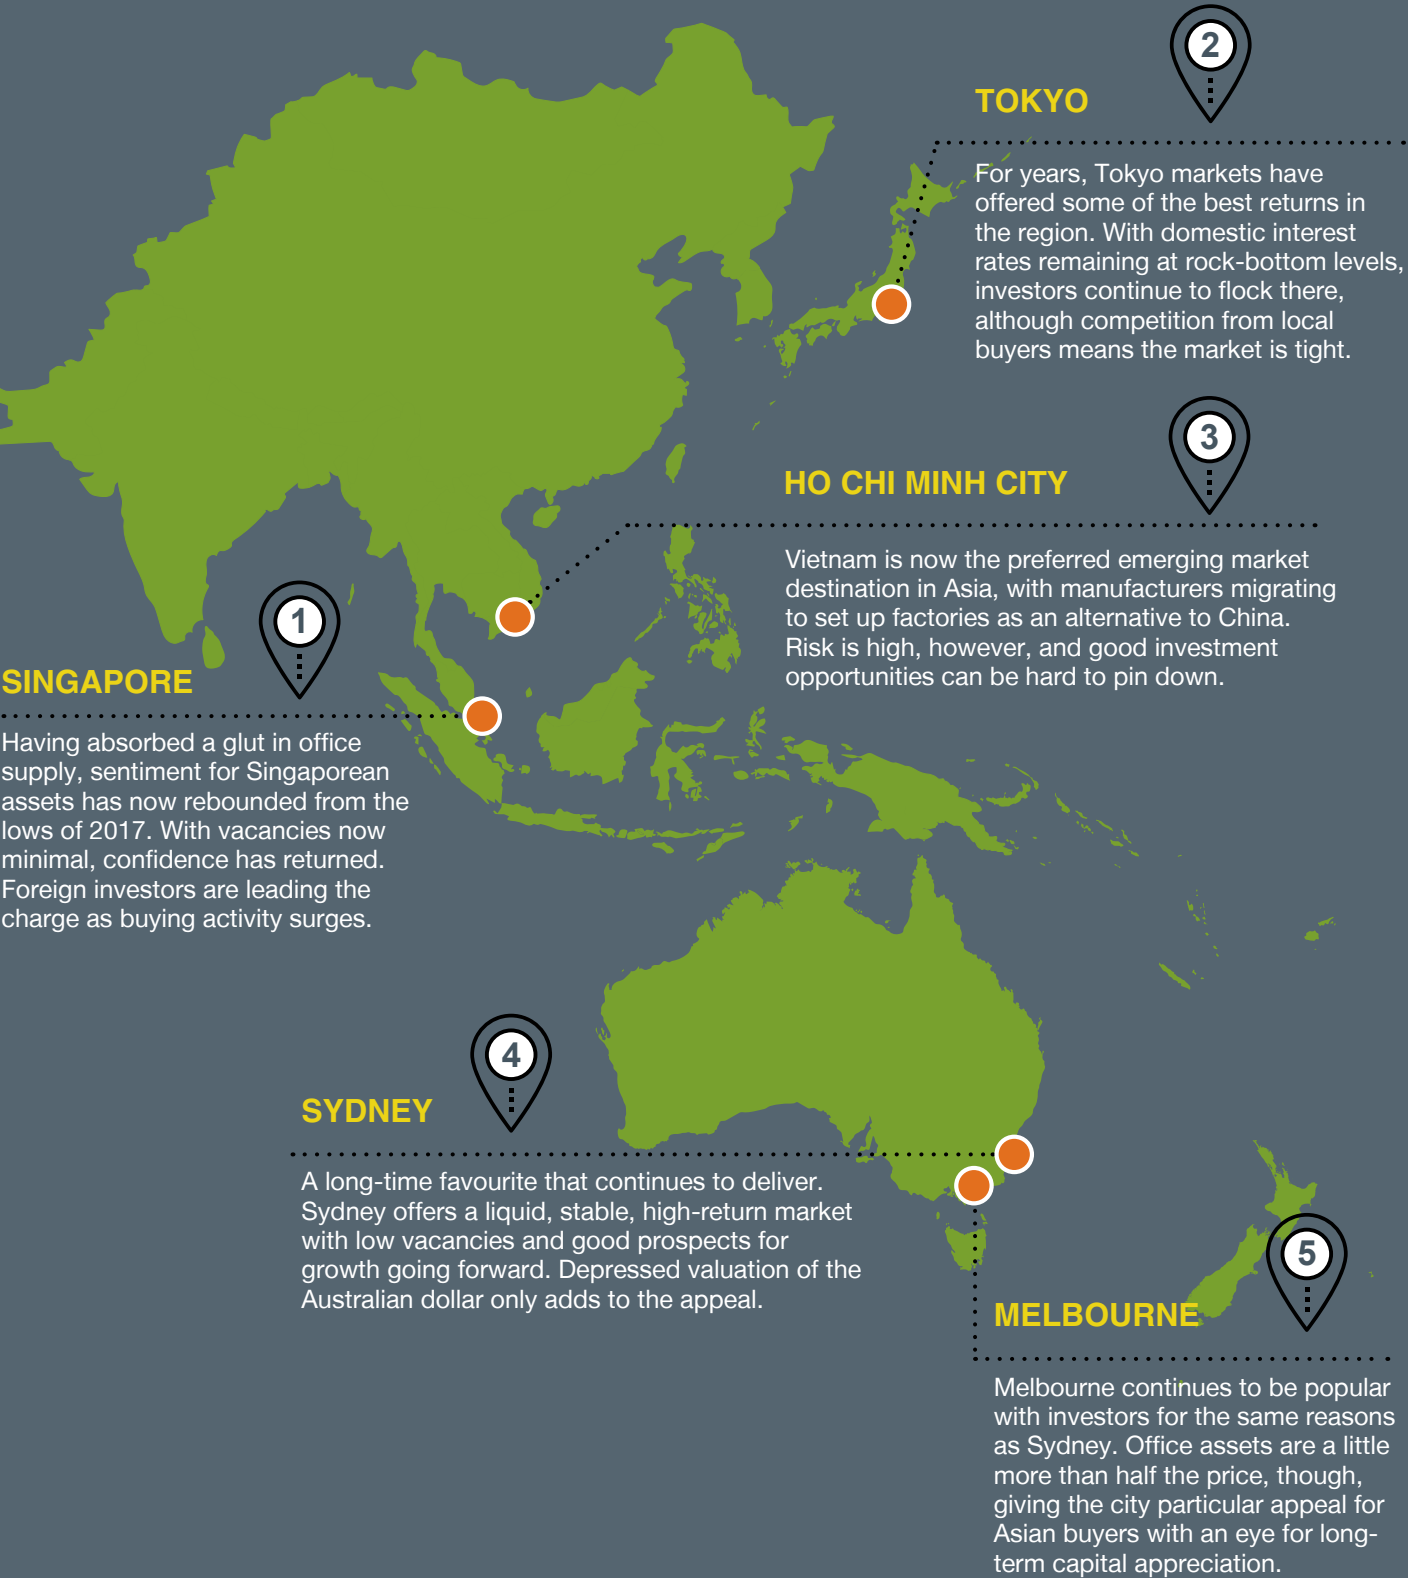 1
SINGAPORE
Having absorbed a glut in office
supply, sentiment for Singaporean
assets has now rebounded from the
lows of 2017. With vacancies now
minimal, confidence has returned.
Foreign investors are leading the
charge as buying activity surges.
2
TOKYO
For years, Tokyo markets have
offered some of the best returns in
the region. With domestic interest
rates remaining at rock-bottom levels,
investors continue to flock there,
although competition from local
buyers means the market is tight.
3
HO CHI MINH CITY
Vietnam is now the preferred emerging market
destination in Asia, with manufacturers migrating
to set up factories as an alternative to China.
Risk is high, however, and good investment
opportunities can be hard to pin down.
4
SYDNEY
A long-time favourite that continues to deliver.
Sydney offers a liquid, stable, high-return market
with low vacancies and good prospects for
growth going forward. Depressed valuation of the
Australian dollar only adds to the appeal.
5
MELBOURNE
Melbourne continues to be popular
with investors for the same reasons
as Sydney. Office assets are a little
more than half the price, though,
giving the city particular appeal for
Asian buyers with an eye for long-
term capital appreciation.